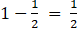 1 − 1/2 = 1/2